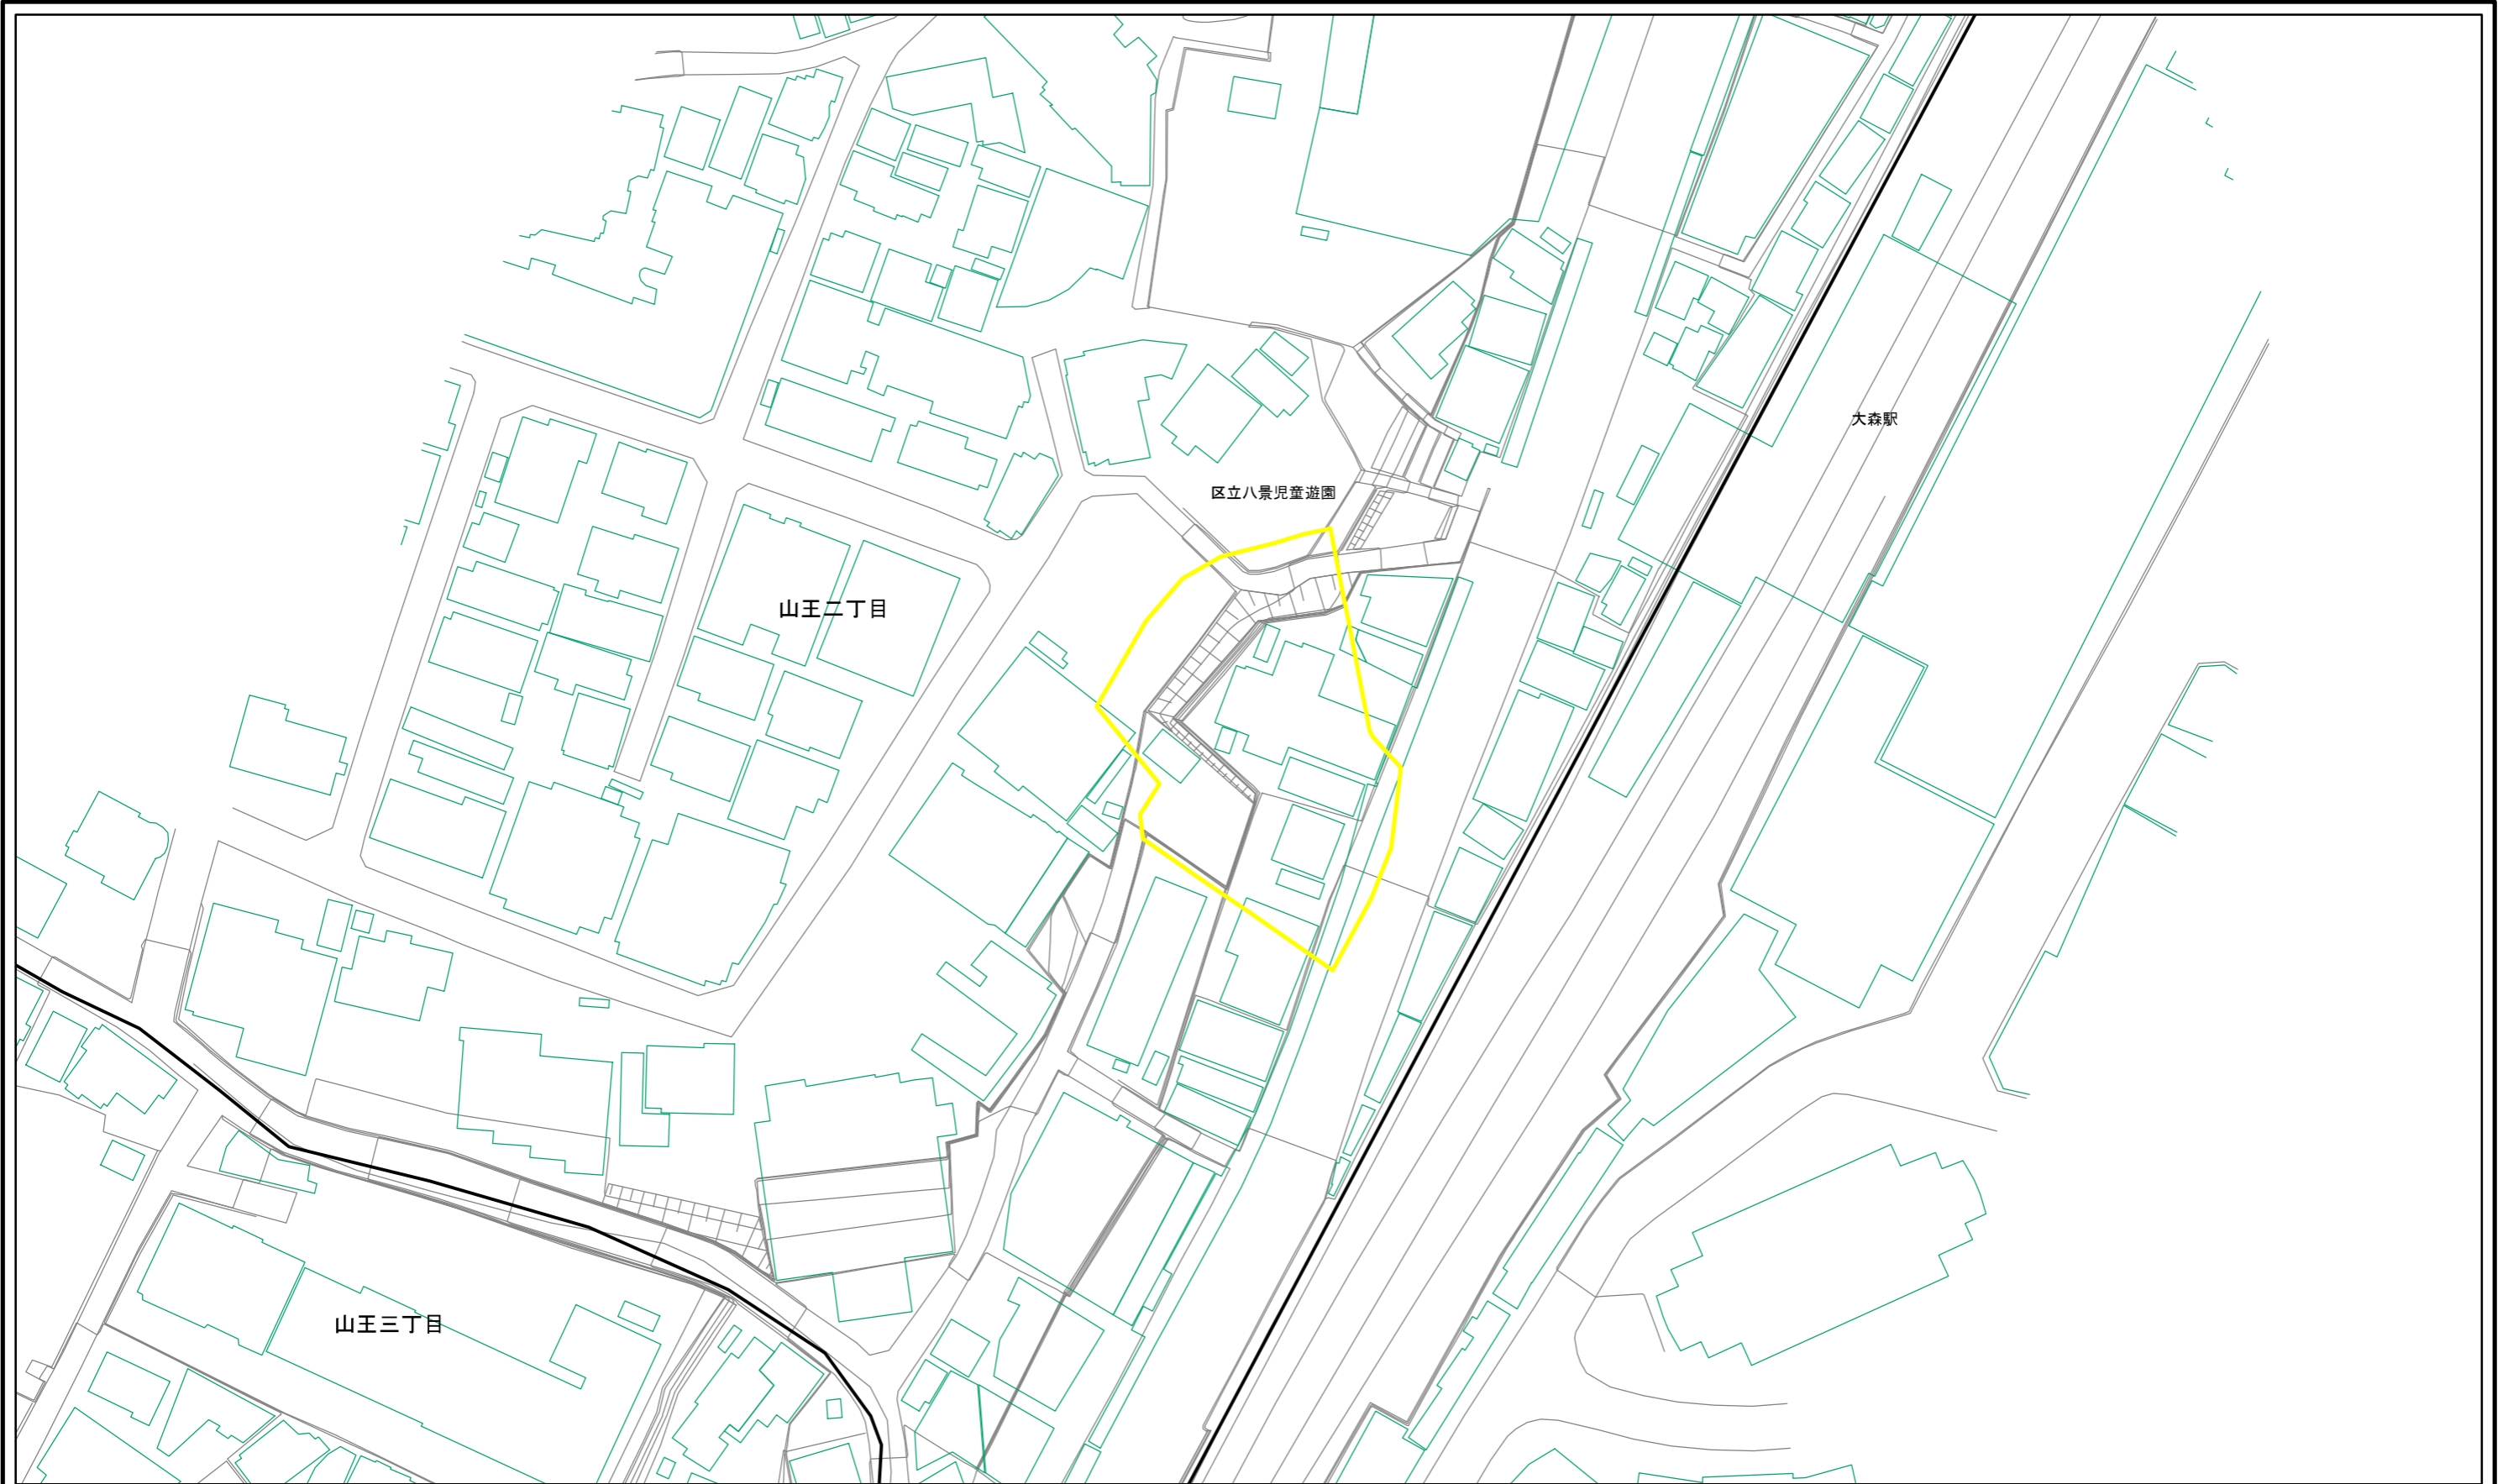 大森駅
区立八景児童遊園
山王二丁目
山王三丁目